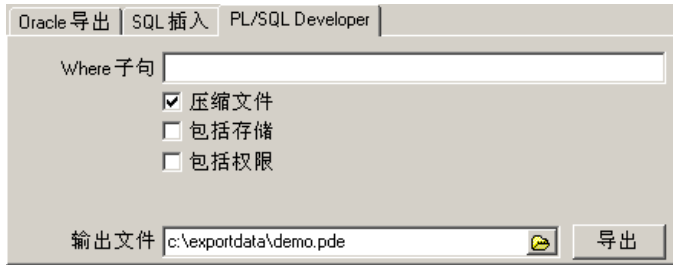 Oracle 导出 SQL 插入 PL/SQL Developer
Where 子句
压缩文件
包括存储
包括权限
输出文件 c:\exportdata\demo.pde 导出